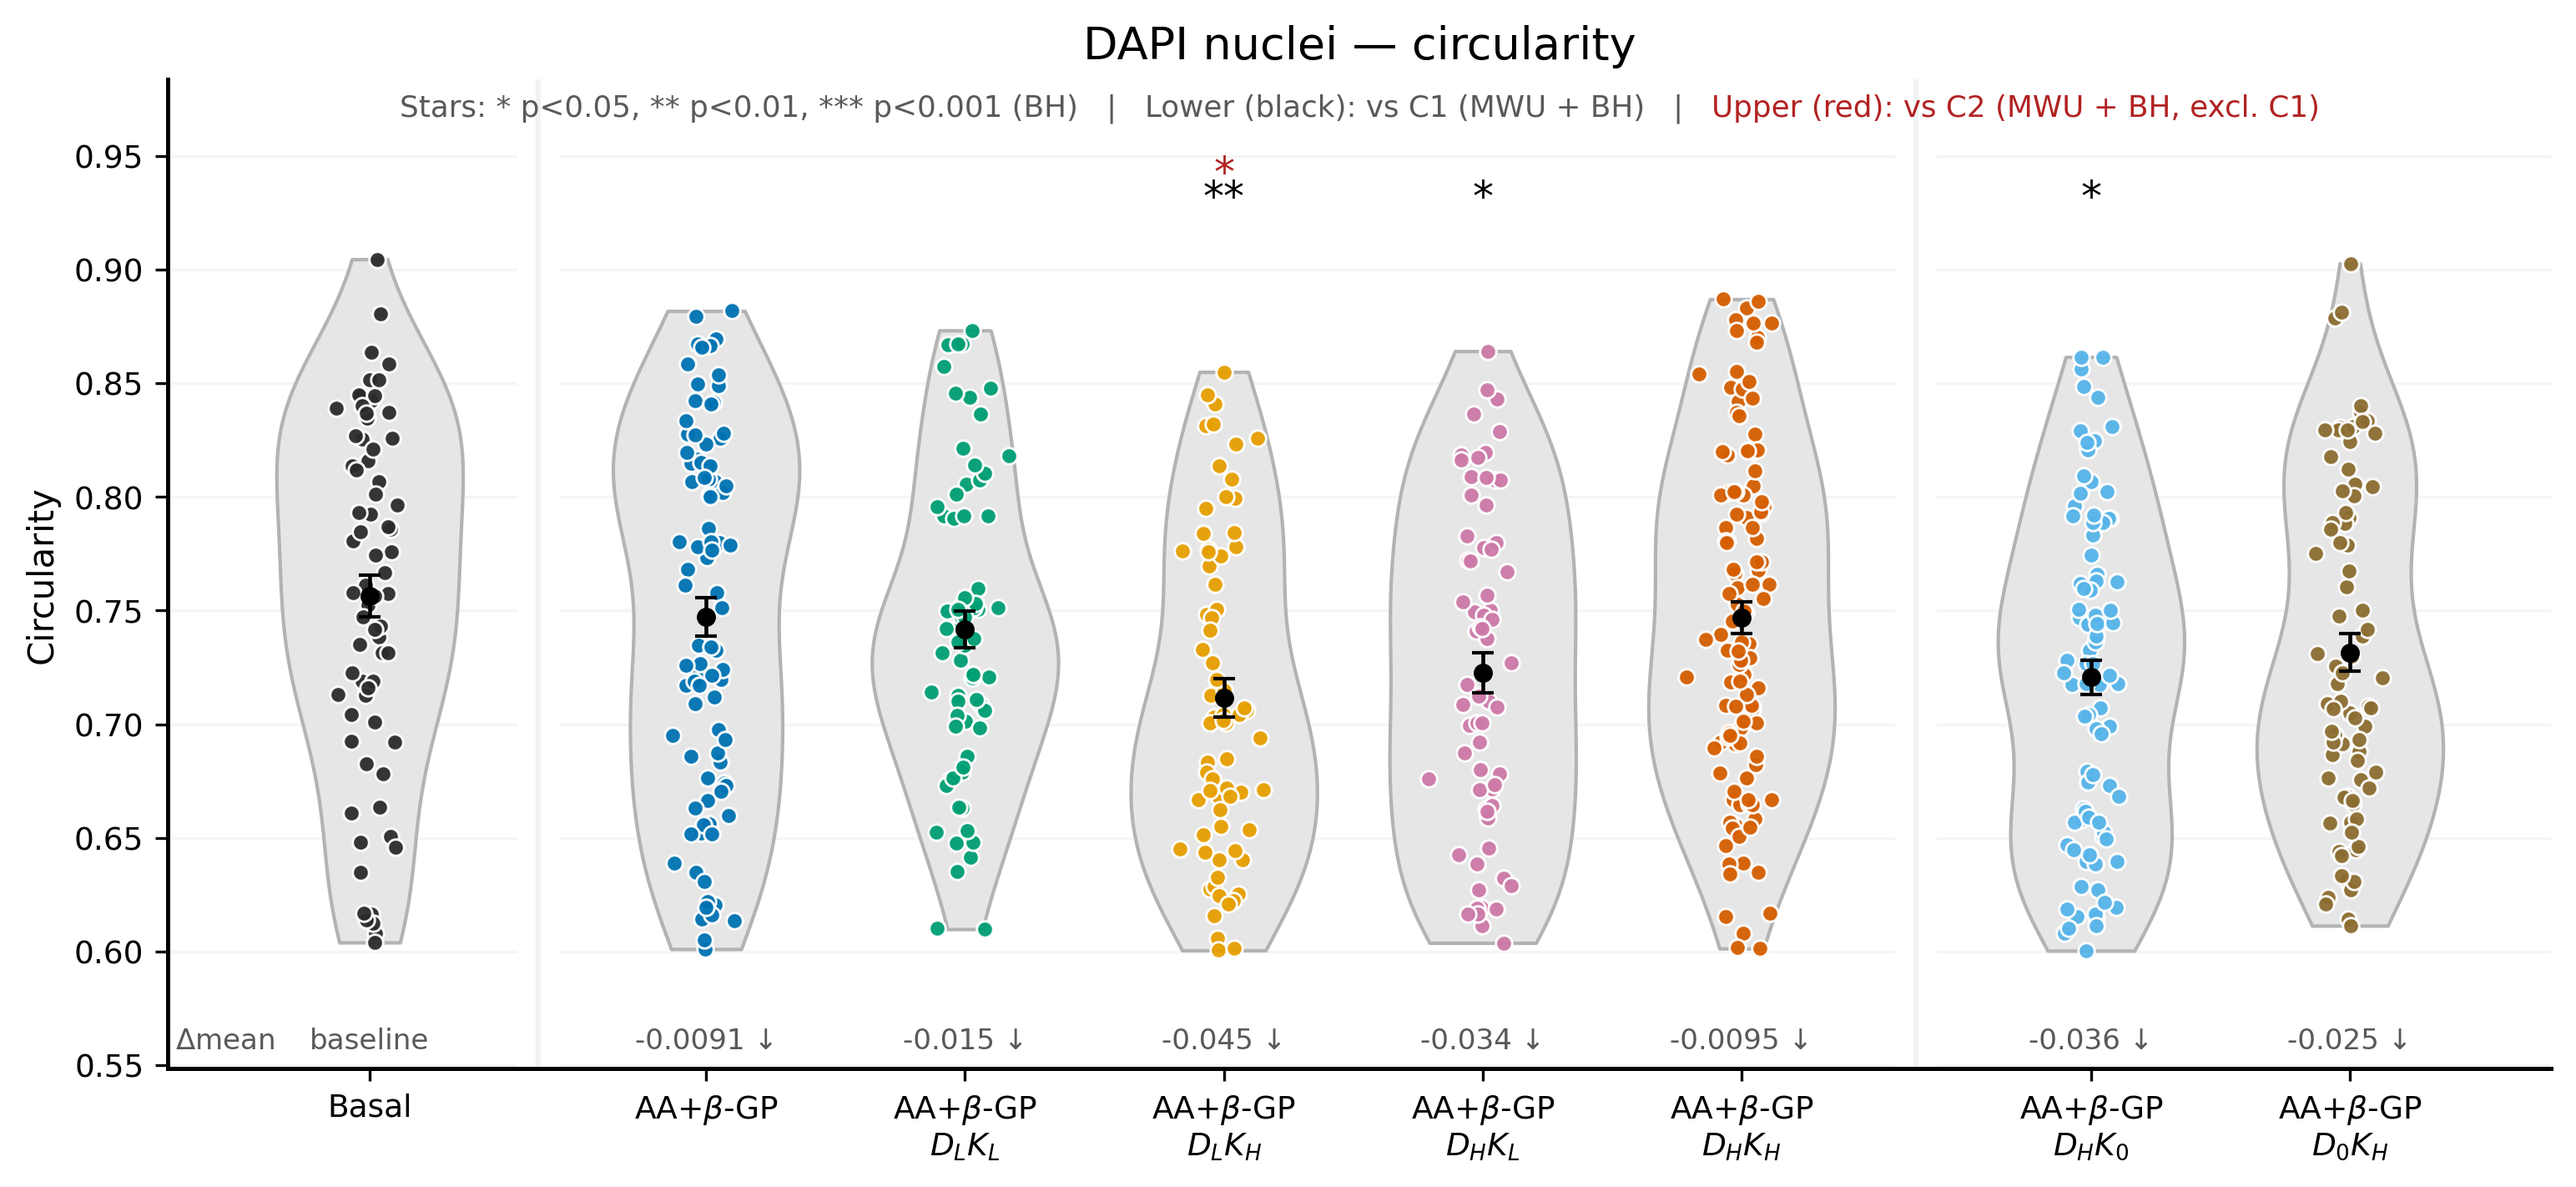 DAPI nuclei — circularity
Stars: * p<0.05, ** p<0.01, *** p<0.001 (BH) | Lower (black): vs C1 (MWU + BH) | Upper (red): vs C2 (MWU + BH, excl. C1)
Circularity
0.95
0.90
0.85
0.80
0.75
0.70
0.65
0.60
0.55
*
** * *
Δmean baseline -0.0091 ↓ -0.015 ↓ -0.045 ↓ -0.034 ↓ -0.0095 ↓ -0.036 ↓ -0.025 ↓
Basal AA+β-GP AA+β-GP AA+β-GP AA+β-GP AA+β-GP AA+β-GP AA+β-GP
D_LK_L D_LK_H D_HK_L D_HK_H D_HK_0 D_0K_H